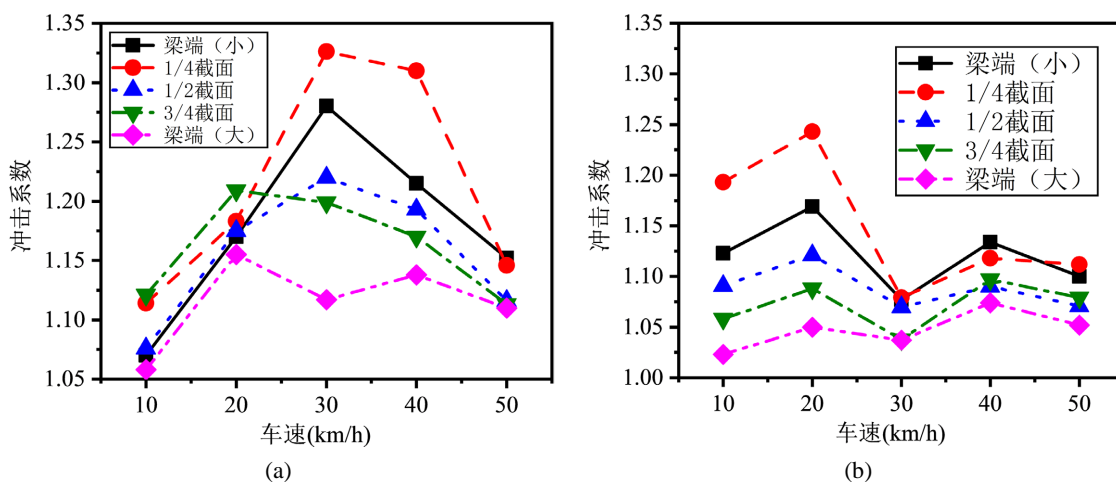 1.35
1.30
1.25
1.20
1.15
1.10
1.05
冲击系数
梁端（小）
1/4截面
1/2截面
3/4截面
梁端（大）
10 20 30 40 50
车速(km/h)
(a)
1.35
1.30
1.25
1.20
1.15
1.10
1.05
1.00
冲击系数
梁端（小）
1/4截面
1/2截面
3/4截面
梁端（大）
10 20 30 40 50
车速(km/h)
(b)